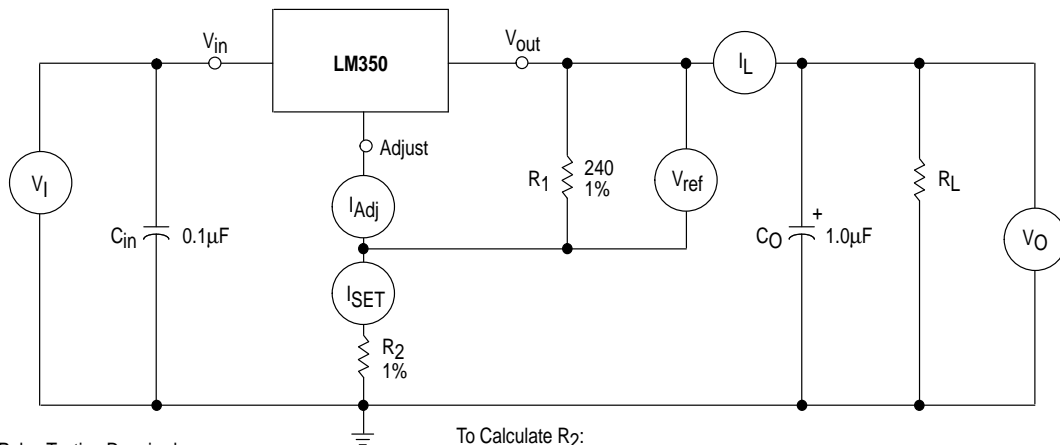 Vin
LM350
Vout
IL
Adjust
VI
Cin
0.1µF
IAdj
R1
240
1%
Vref
CO
+
1.0µF
RL
VO
ISET
R2
1%
To Calculate R2: